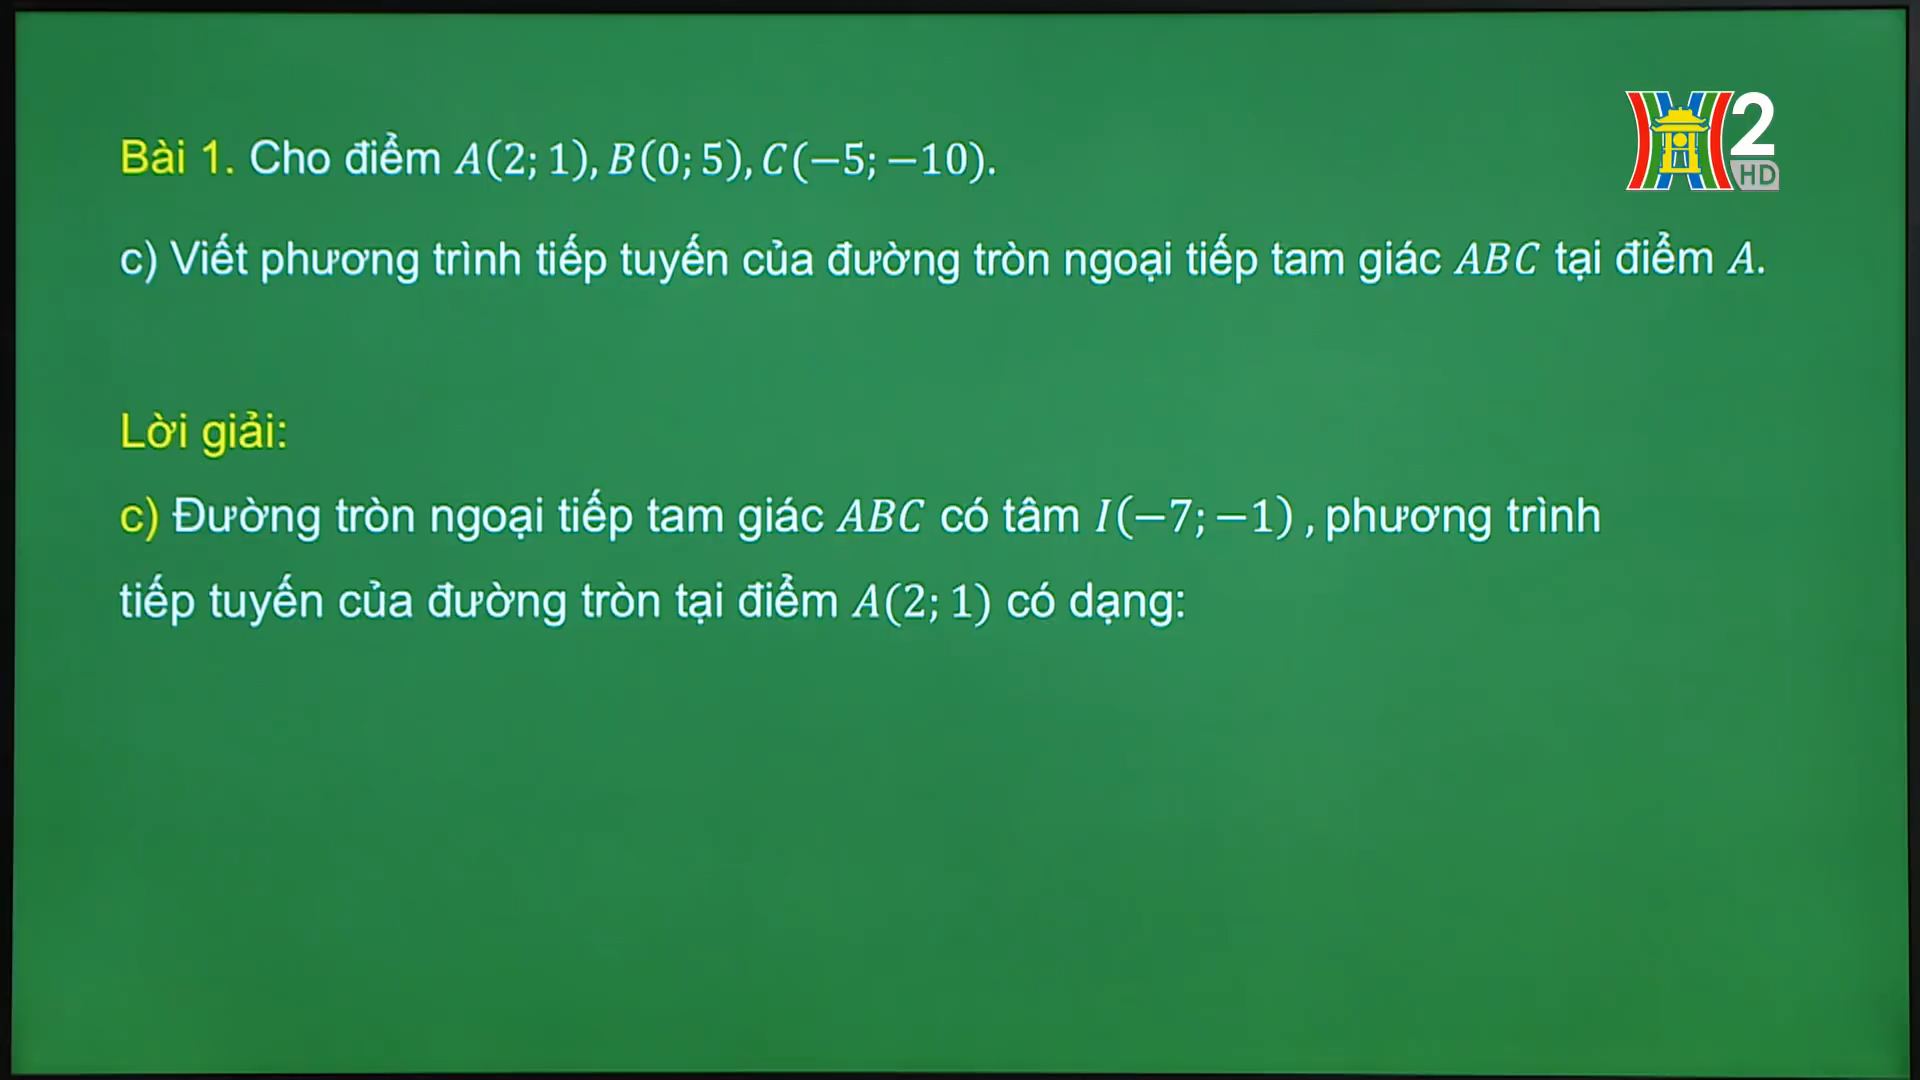 2
HD
Bài 1. Cho điểm A(2; 1), B(0; 5), C(−5; −10).
c) Viết phương trình tiếp tuyến của đường tròn ngoại tiếp tam giác ABC tại điểm A.
Lời giải:
c) Đường tròn ngoại tiếp tam giác ABC có tâm I(−7; −1) , phương trình
tiếp tuyến của đường tròn tại điểm A(2; 1) có dạng: